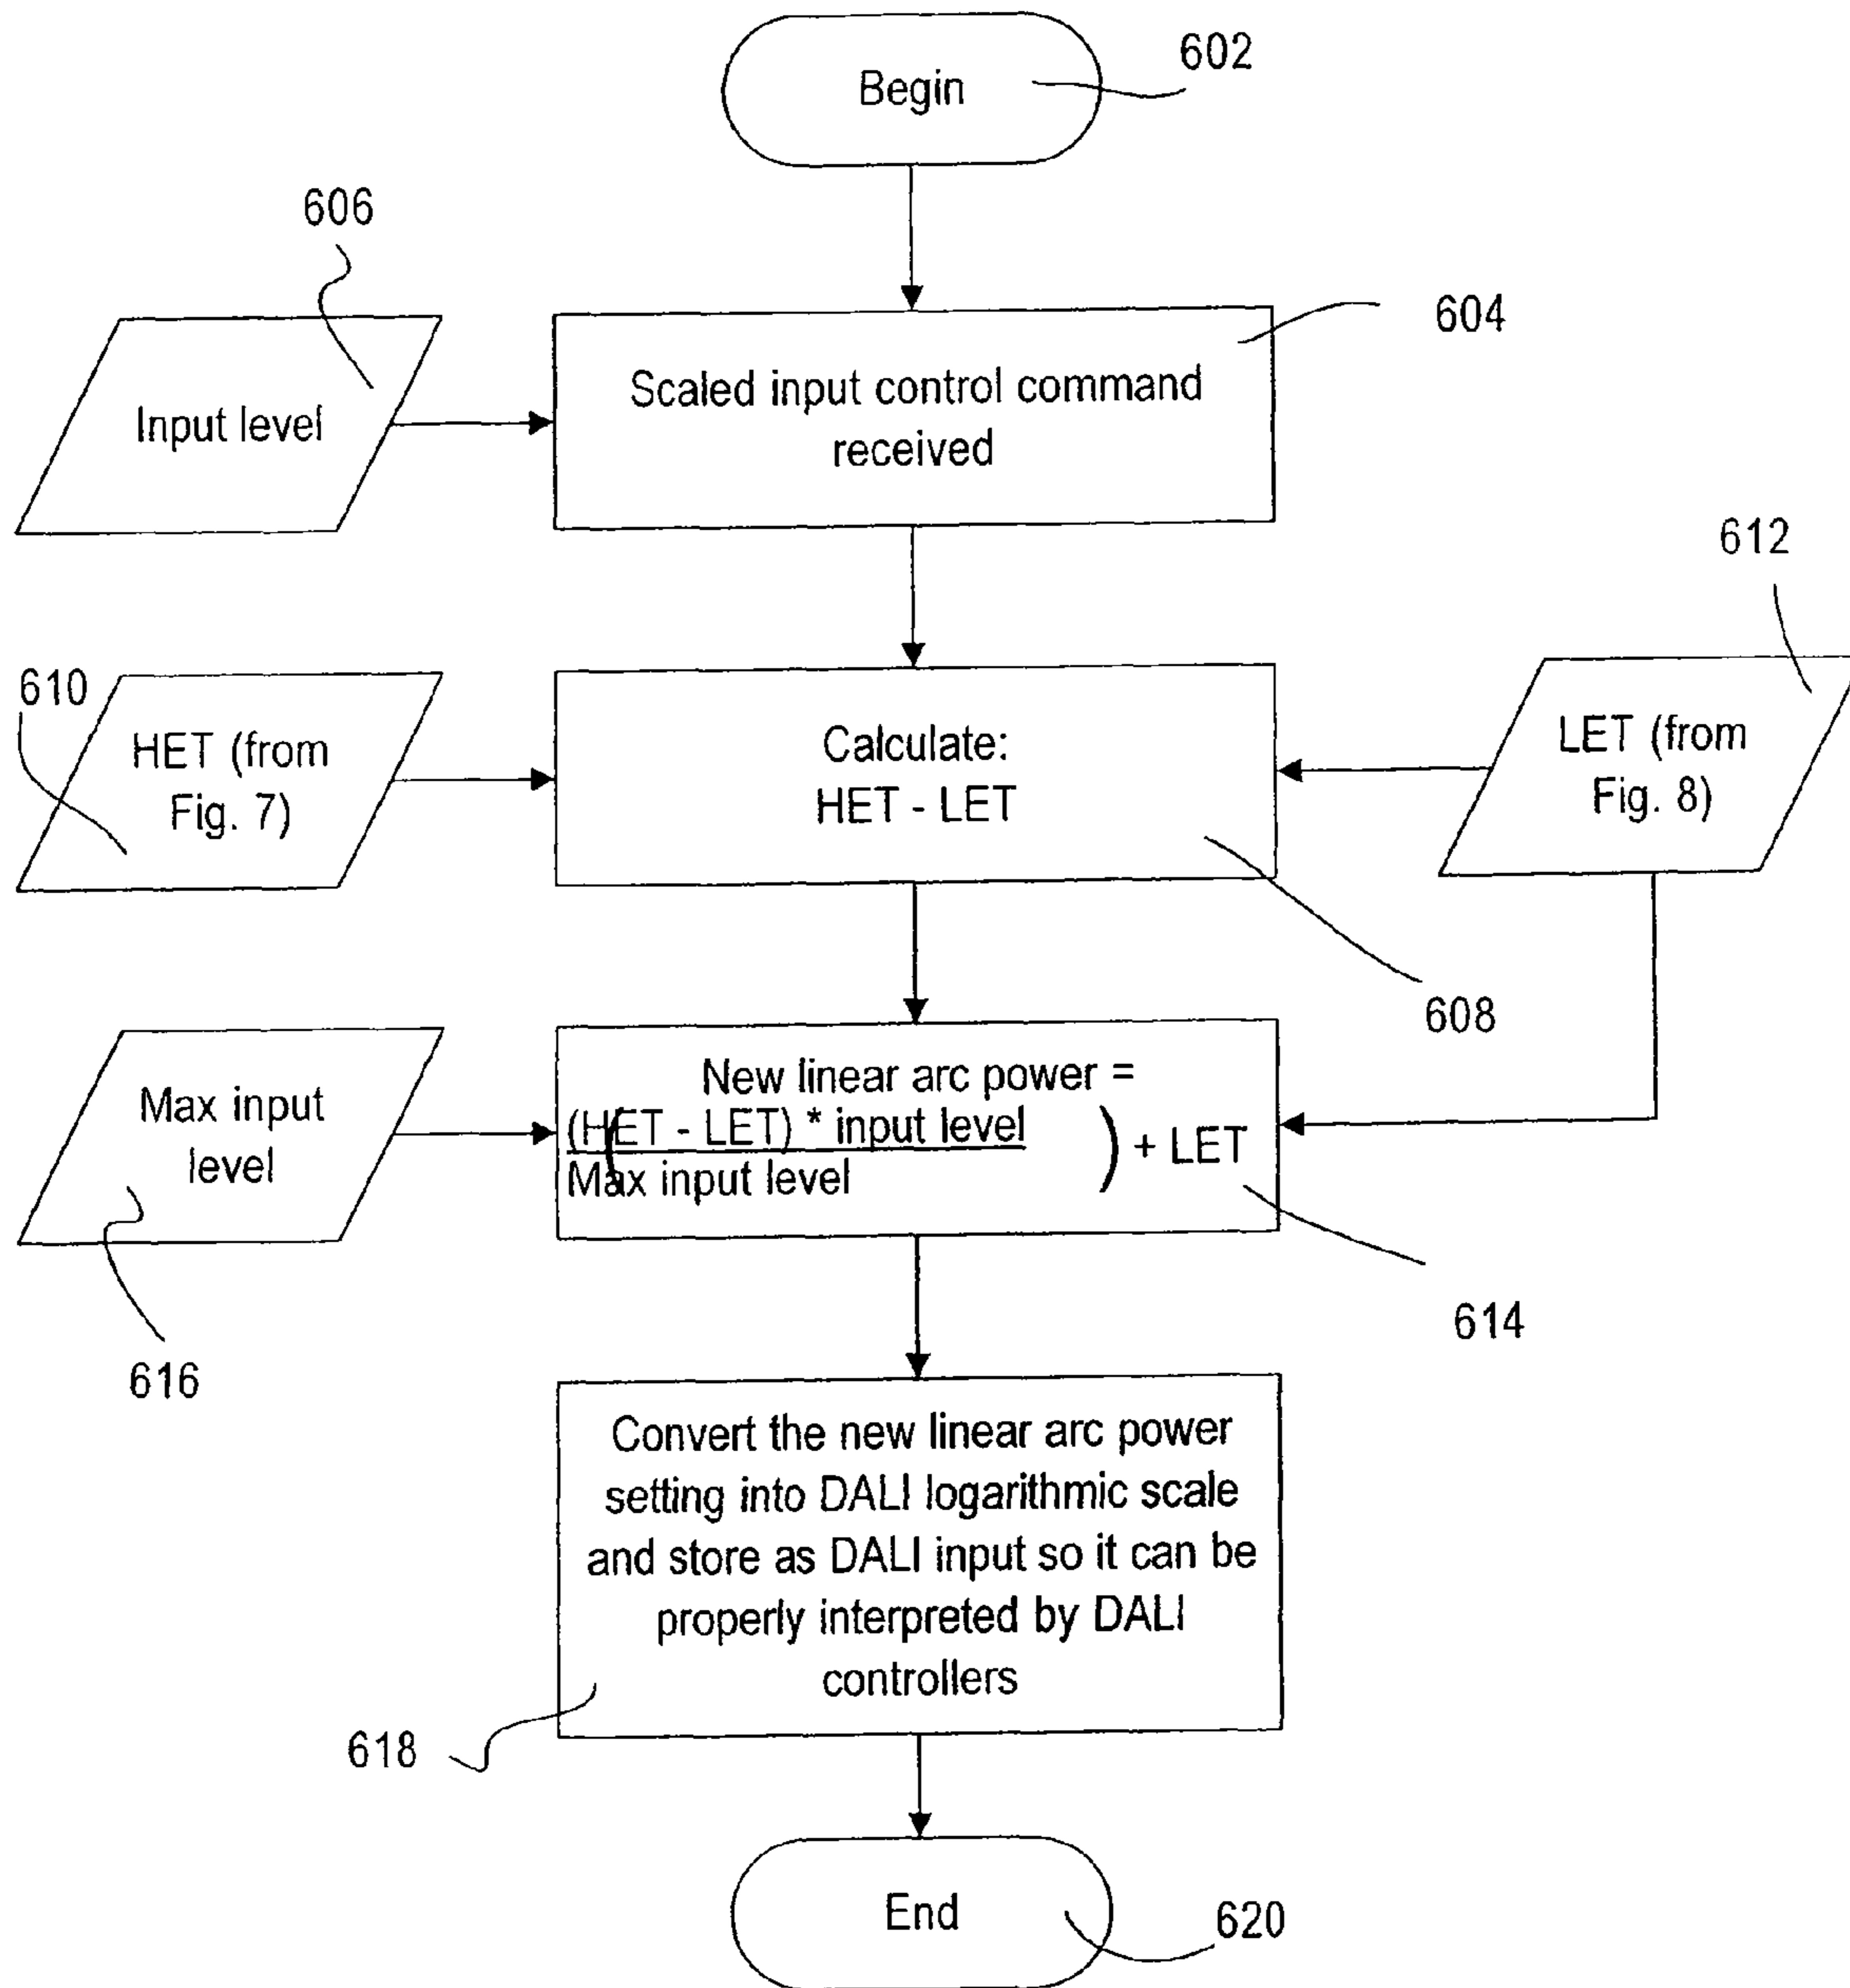 Begin
602
606
Input level
Scaled input control command
received
604
612
610
HET (from
Fig. 7)
Calculate:
HET - LET
LET (from
Fig. 8)
608
Max input
level
New linear arc power =
(HET - LET) * input level
Max input level
( ) + LET
614
616
Convert the new linear arc power
setting into DALI logarithmic scale
and store as DALI input so it can be
properly interpreted by DALI
controllers
618
End
620